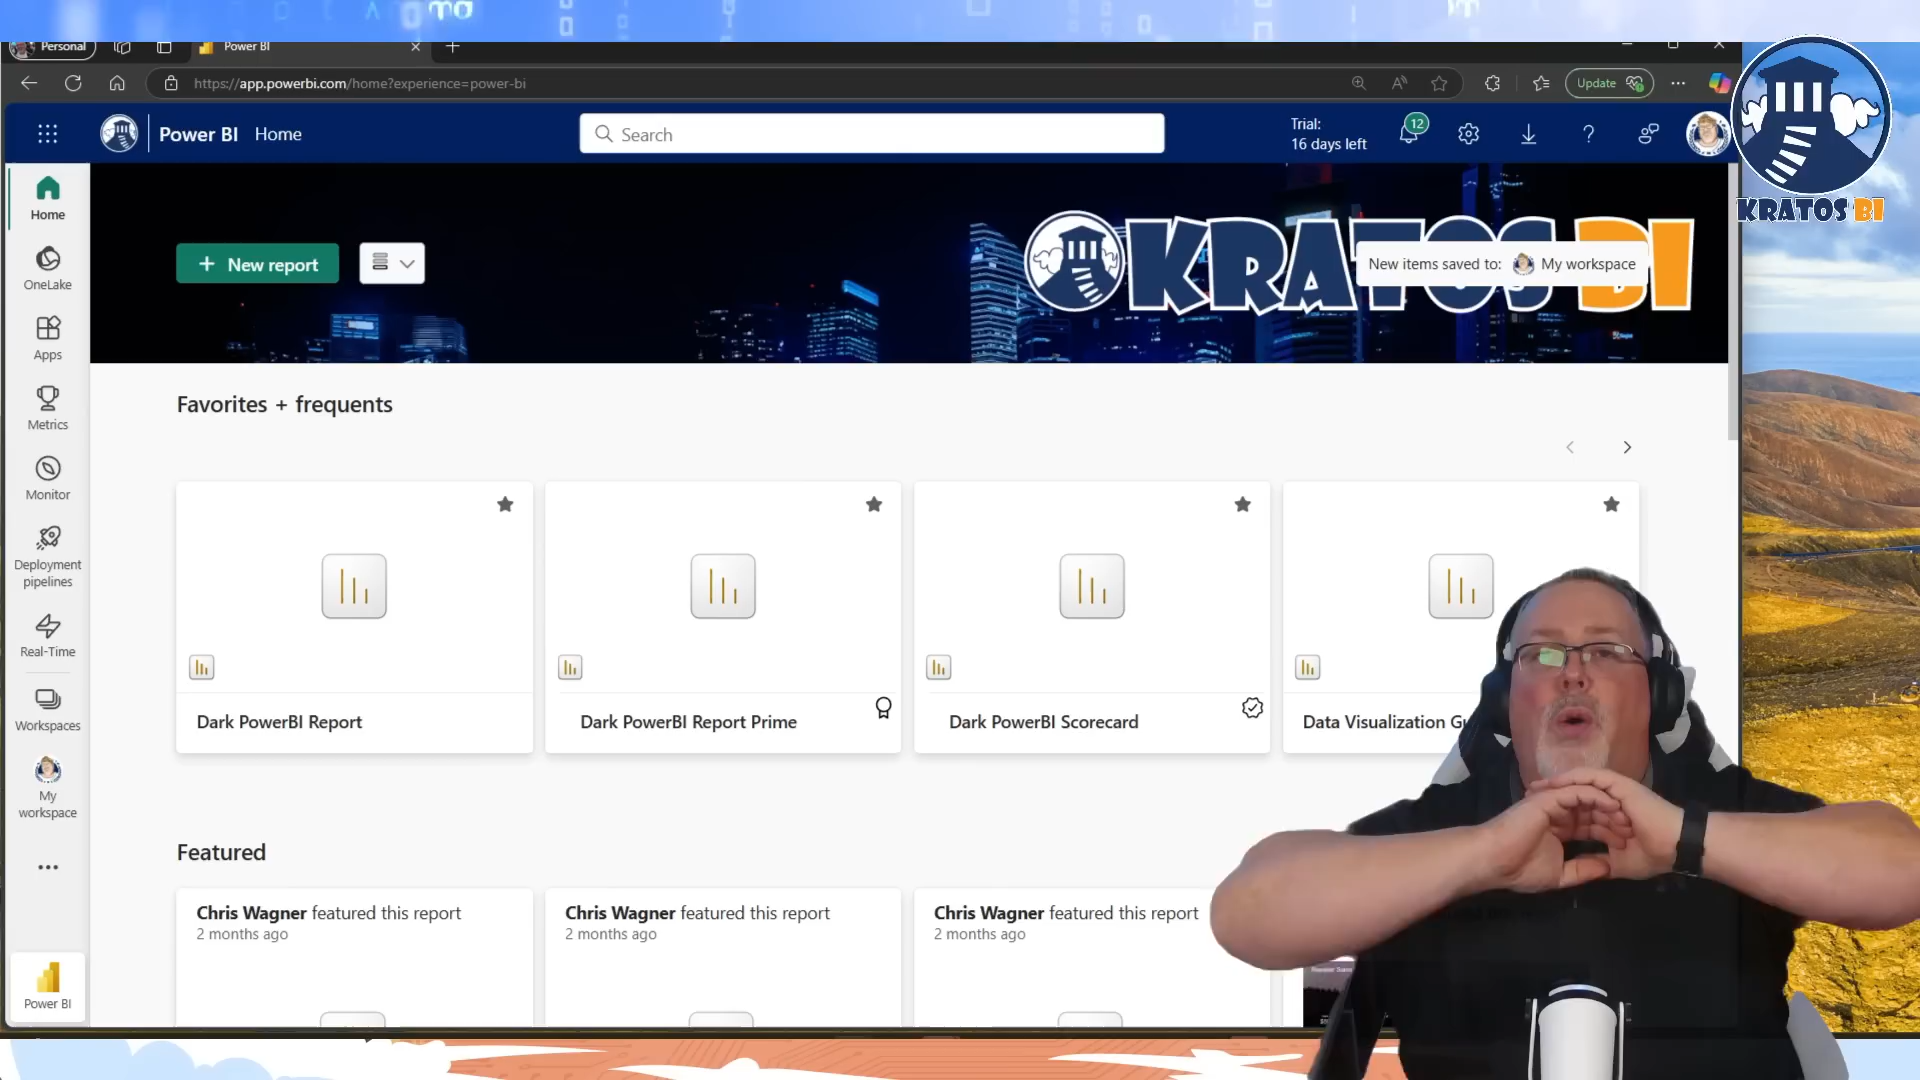 Personal
Power BI
https://app.powerbi.com/home?experience=power-bi
Update
Power BI
Home
Search
Trial:
16 days left
12
KRATOS BI
Home
OneLake
Apps
Metrics
Monitor
Deployment
pipelines
Real-Time
Workspaces
My
workspace
Power BI
New report
KRATOS BI
New items saved to:
My workspace
Favorites + frequents
Dark PowerBI Report
Dark PowerBI Report Prime
Dark PowerBI Scorecard
Data Visualization
Featured
Chris Wagner featured this report
2 months ago
Chris Wagner featured this report
2 months ago
Chris Wagner featured this report
2 months ago